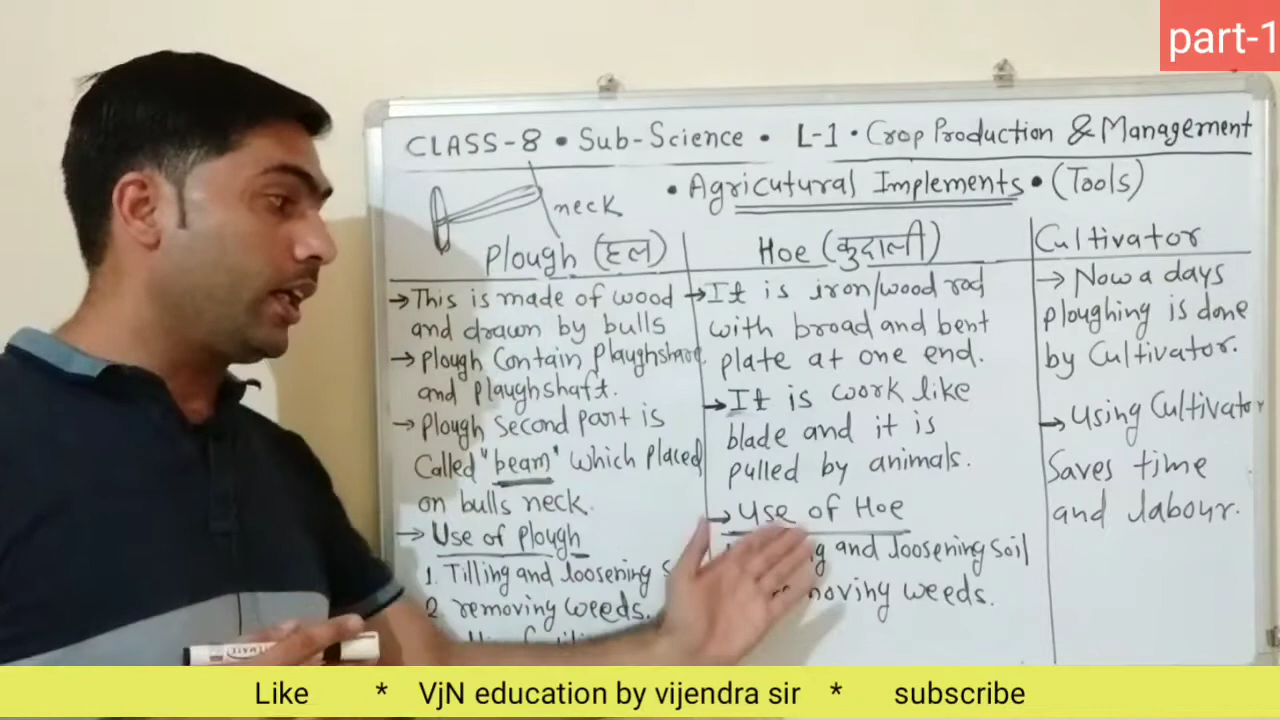 part-1
CLASS-8 • Sub-Science • L-1 • Crop Production & Management
• Agricutural Implements • (Tools)
neck
Plough (हल)
→ This is made of wood
and drawn by bulls
→ Plough Contain Plaughshare
and plaughshaft.
→ Plough Second part is
Called "beam" which placed
on bulls neck.
→ Use of plough
1. Tilling and loosening
2 removing weeds.
Hoe (कुदाली)
→ It is iron/wood rod
with broad and bent
plate at one end.
→ It is work like
blade and it is
pulled by animals.
→ Use of Hoe
and loosening Soil
weeds.
Cultivator
→ Now a days
ploughing is done
by Cultivator.
→ Using Cultivator
Saves time
and labour.
Like * VjN education by vijendra sir * subscribe